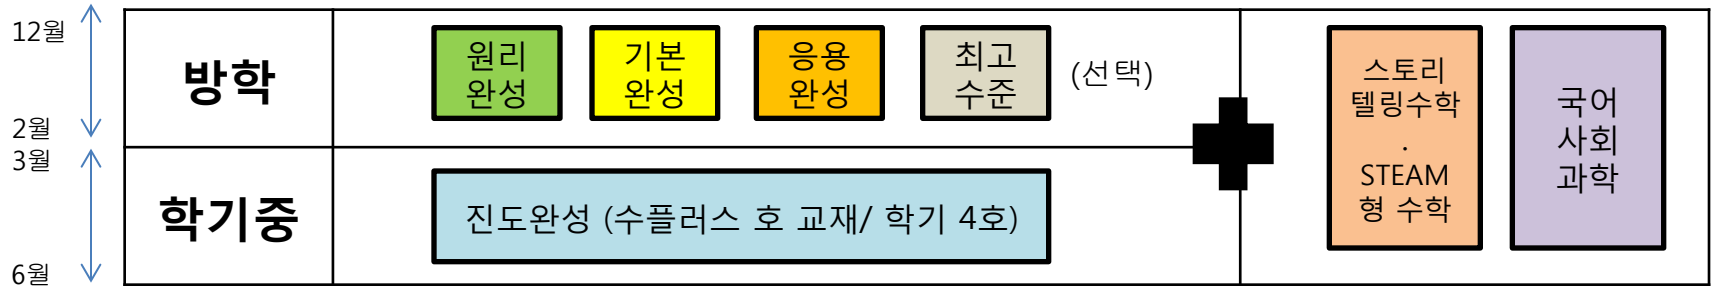 12월
2월
3월
6월
방학
원리
완성
기본
완성
응용
완성
최고
수준
(선택)
학기중
진도완성 (수플러스 호 교재/ 학기 4호)
스토리
텔링수학
.
STEAM
형 수학
국어
사회
과학